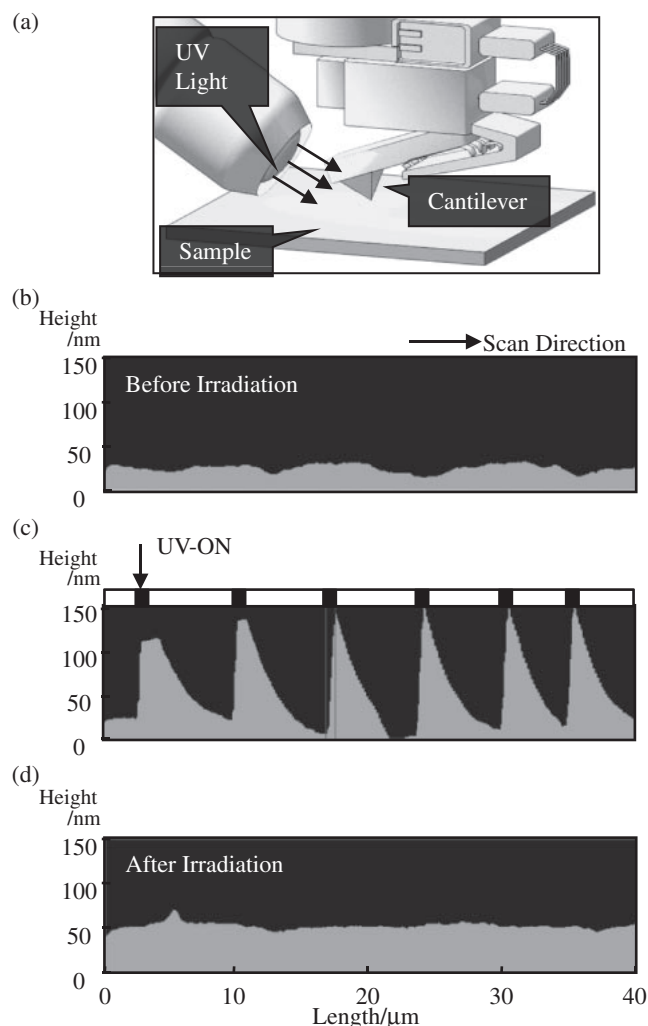 (a)
UV
Light
Cantilever
Sample
(b)
Height
/nm
Scan Direction
150
Before Irradiation
100
50
0
(c)
UV-ON
Height
/nm
150
100
50
0
(d)
Height
/nm
150
After Irradiation
100
50
0
0 10 20 30 40
Length/μm